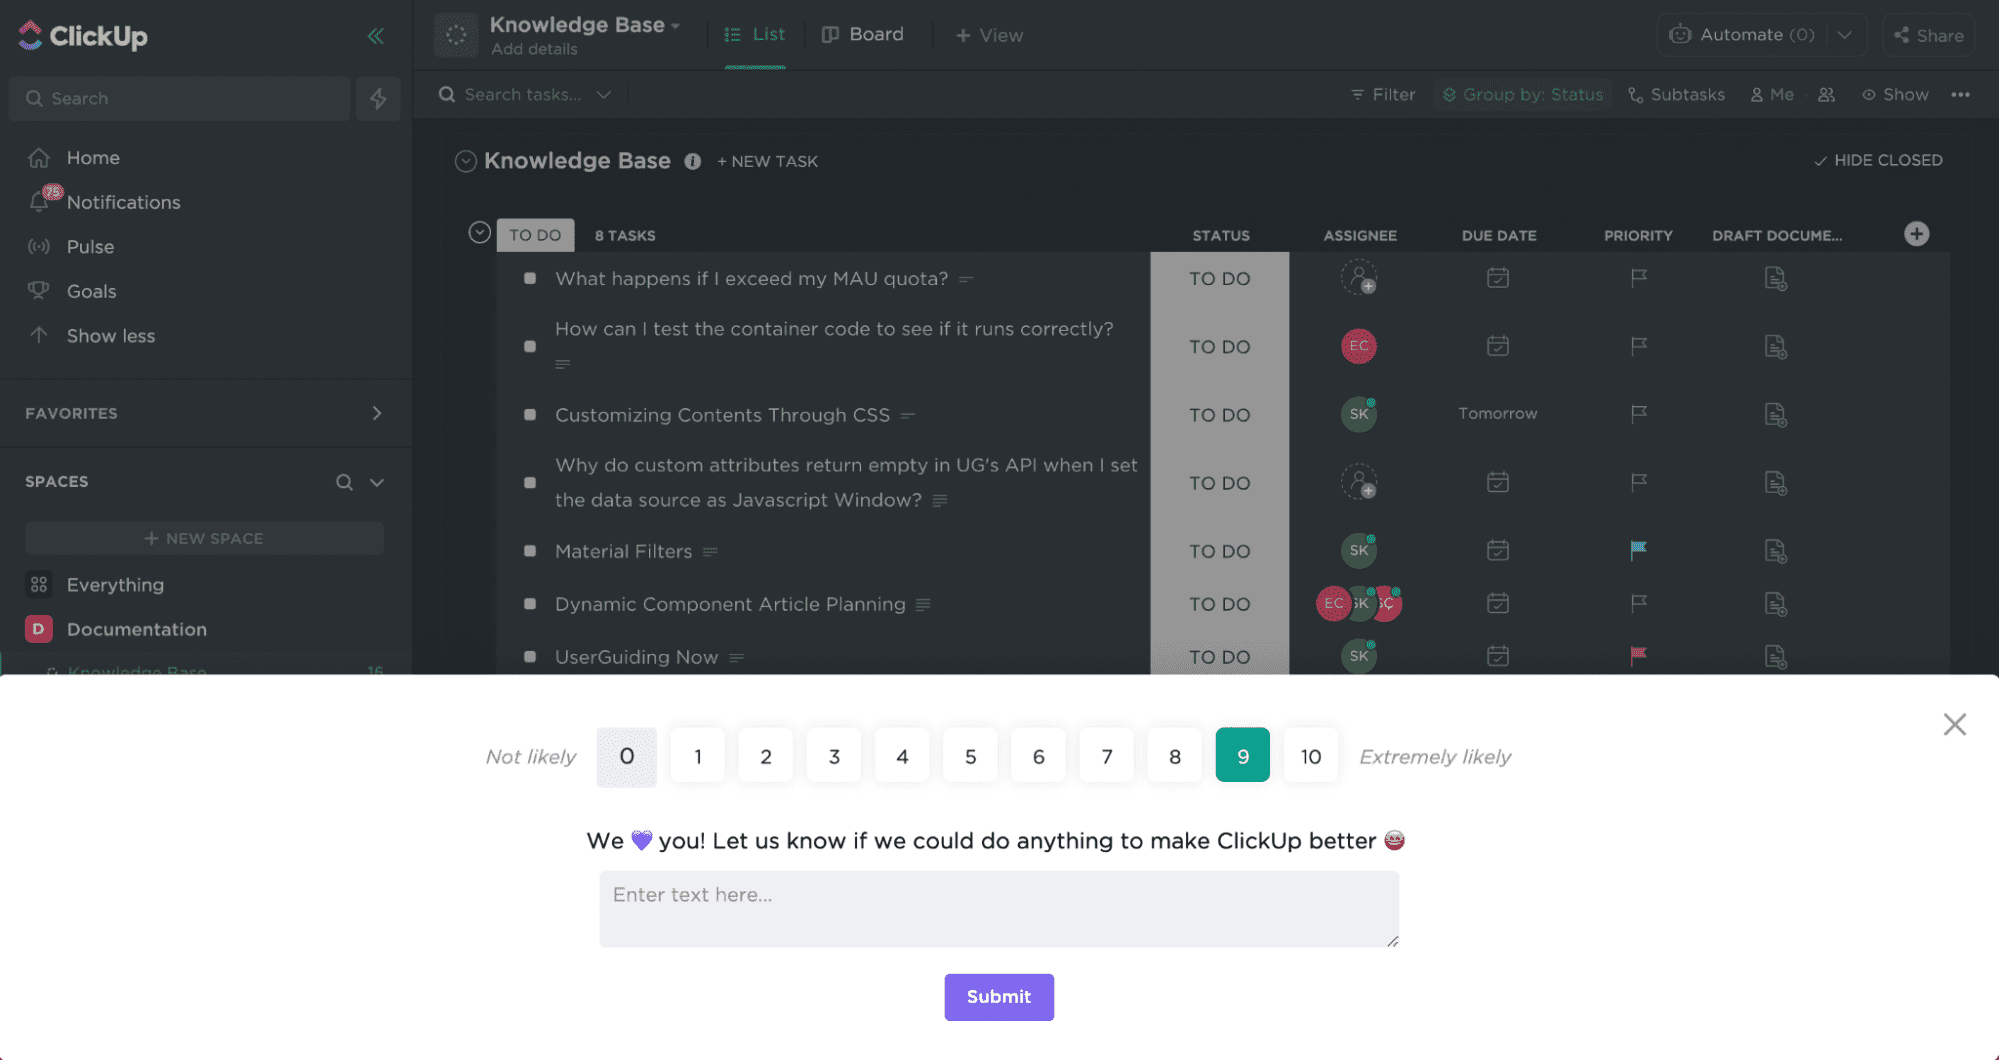 ClickUp
Search
Home
75
Notifications
Pulse
Goals
Show less
FAVORITES
SPACES
+ NEW SPACE
Everything
D Documentation
Knowledge Base 16
Knowledge Base
Add details
List
Board
+ View
Automate (0)
Share
Search tasks...
Filter
Group by: Status
Subtasks
Me
Show
Knowledge Base
+ NEW TASK
HIDE CLOSED
TO DO 8 TASKS STATUS ASSIGNEE DUE DATE PRIORITY DRAFT DOCUME...
What happens if I exceed my MAU quota? TO DO
How can I test the container code to see if it runs correctly? TO DO EC
Customizing Contents Through CSS TO DO SK Tomorrow
Why do custom attributes return empty in UG's API when I set
the data source as Javascript Window? TO DO
Material Filters TO DO SK
Dynamic Component Article Planning TO DO EC SK SÇ
UserGuiding Now TO DO SK
Not likely 0 1 2 3 4 5 6 7 8 9 10 Extremely likely
We 💜 you! Let us know if we could do anything to make ClickUp better
Enter text here...
Submit